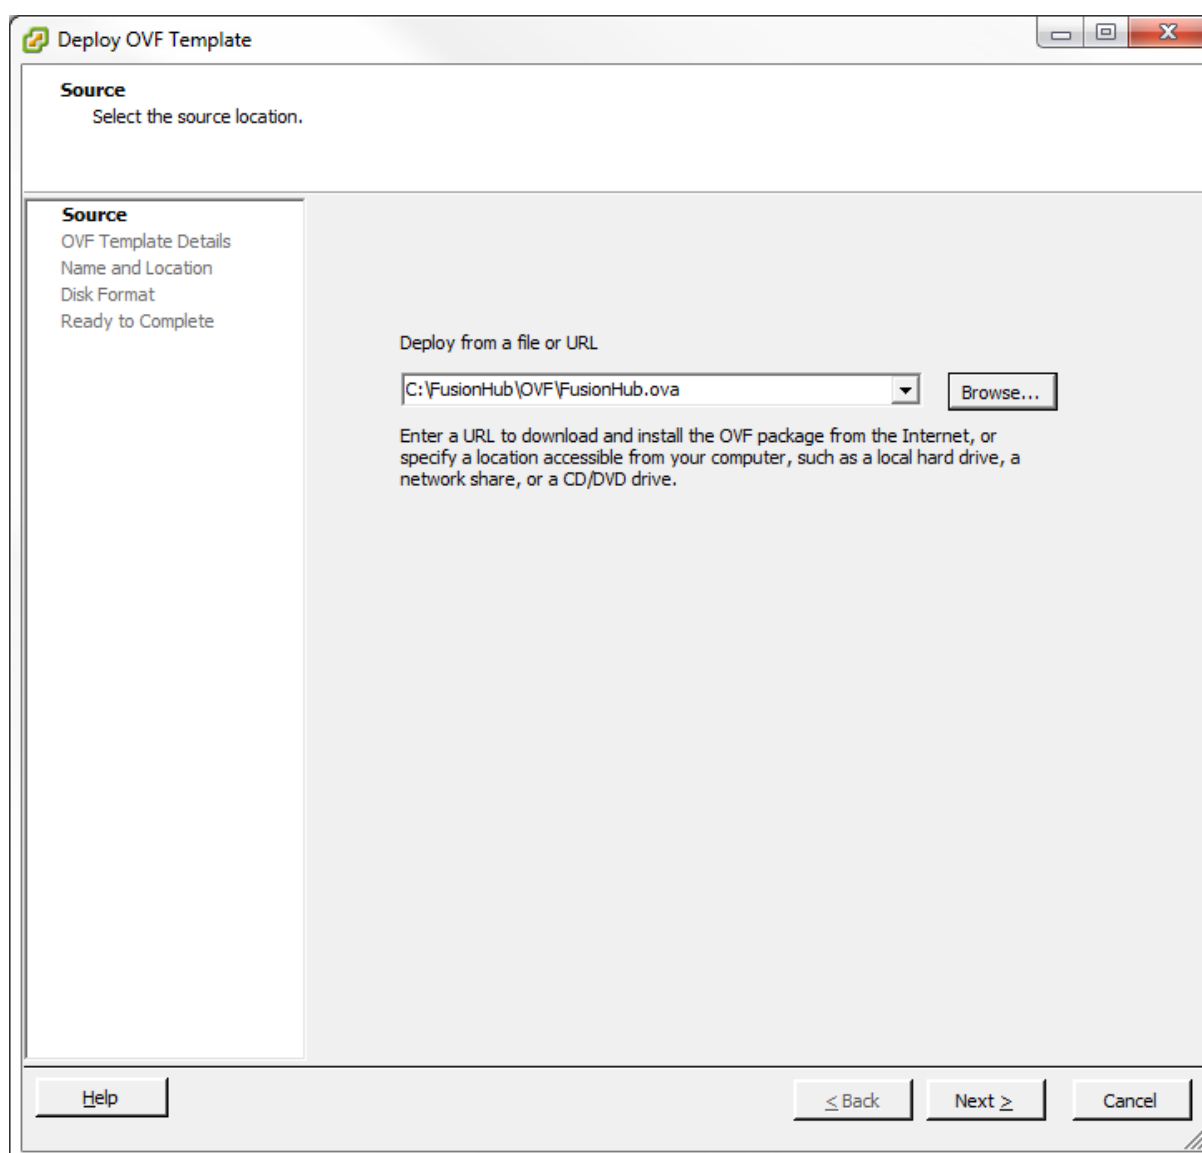 Deploy OVF Template
Source
Select the source location.
Source
OVF Template Details
Name and Location
Disk Format
Ready to Complete
Deploy from a file or URL
C:\FusionHub\OVF\FusionHub.ova
Browse...
Enter a URL to download and install the OVF package from the Internet, or
specify a location accessible from your computer, such as a local hard drive, a
network share, or a CD/DVD drive.
Help
< Back
Next >
Cancel